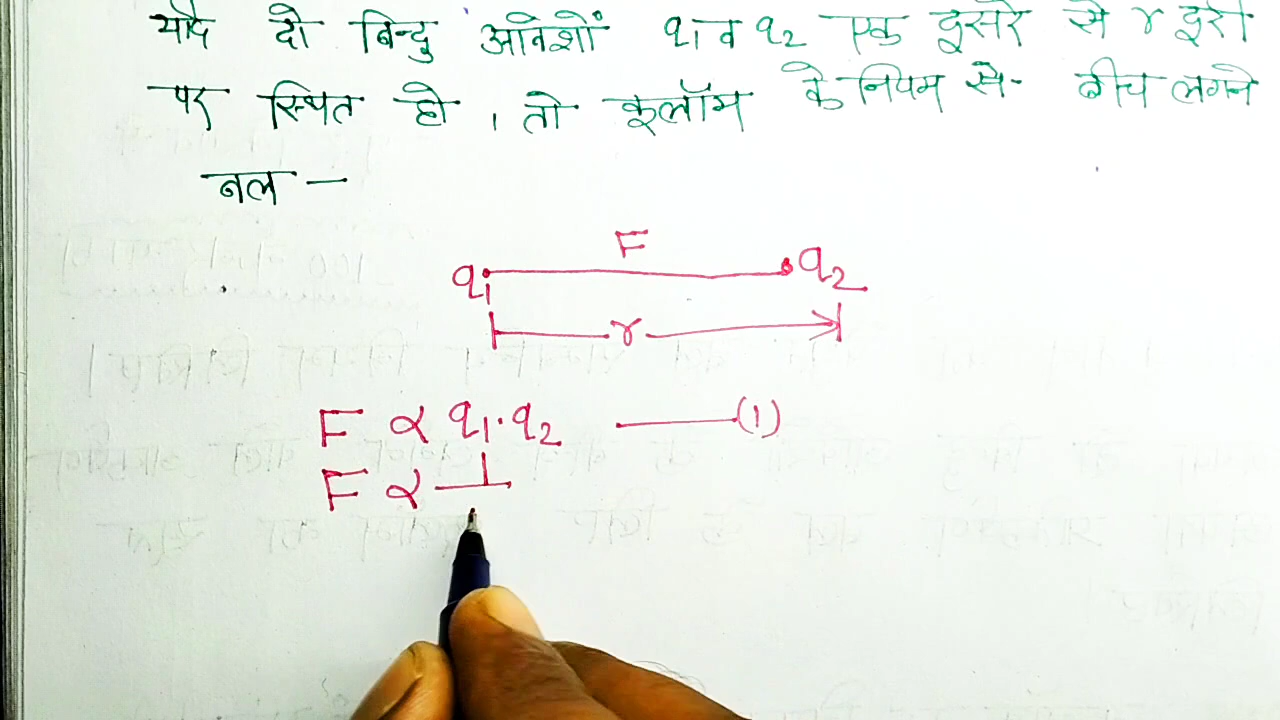 यदि दो बिन्दु आवेशों q₁ व q₂ एक दूसरे से r दूरी
पर स्थित हो, तो कूलॉम के नियम से- बीच लगने
बल -
F
q₁ q₂
r
F ∝ q₁.q₂ —(1)
F ∝ 1